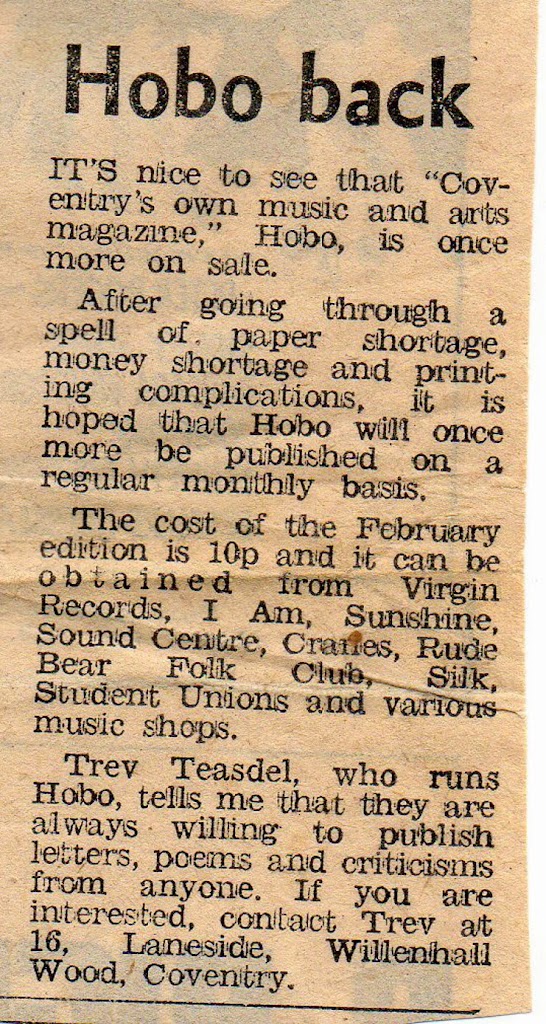 Hobo back
IT'S nice to see that "Cov-
entry's own music and arts
magazine," Hobo, is once
more on sale.
After going through a
spell of paper shortage,
money shortage and print-
ing complications, it is
hoped that Hobo will once
more be published on a
regular monthly basis.
The cost of the February
edition is 10p and it can be
obtained from Virgin
Records, I Am, Sunshine,
Sound Centre, Cranes, Rude
Bear Folk Club, Silk,
Student Unions and various
music shops.
Trev Teasdel, who runs
Hobo, tells me that they are
always willing to publish
letters, poems and criticisms
from anyone. If you are
interested, contact Trev at
16, Laneside, Willenhall
Wood, Coventry.